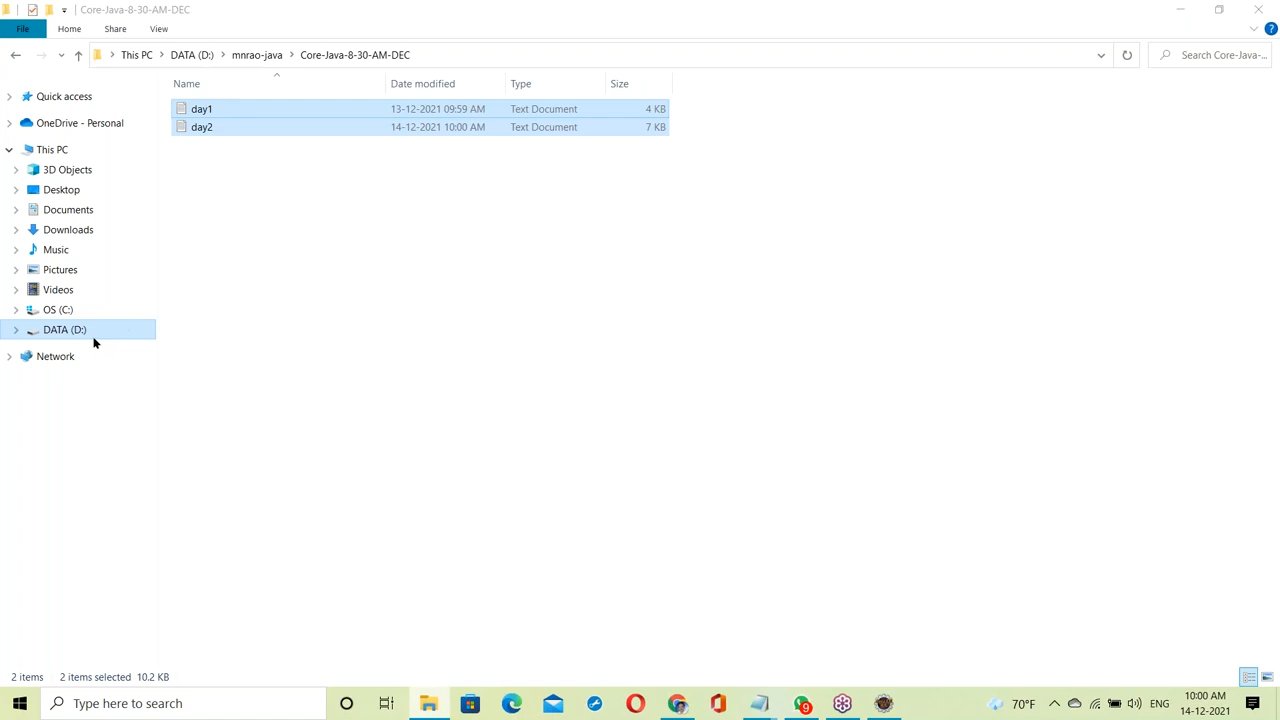 Core-Java-8-30-AM-DEC
File Home Share View
This PC DATA (D:) mnrao-java Core-Java-8-30-AM-DEC Search Core-Java-...
Name Date modified Type Size
day1 13-12-2021 09:59 AM Text Document 4 KB
day2 14-12-2021 10:00 AM Text Document 7 KB
Quick access
OneDrive - Personal
This PC
3D Objects
Desktop
Documents
Downloads
Music
Pictures
Videos
OS (C:)
DATA (D:)
Network
2 items 2 items selected 10.2 KB
Type here to search 9 70°F ENG 10:00 AM
14-12-2021